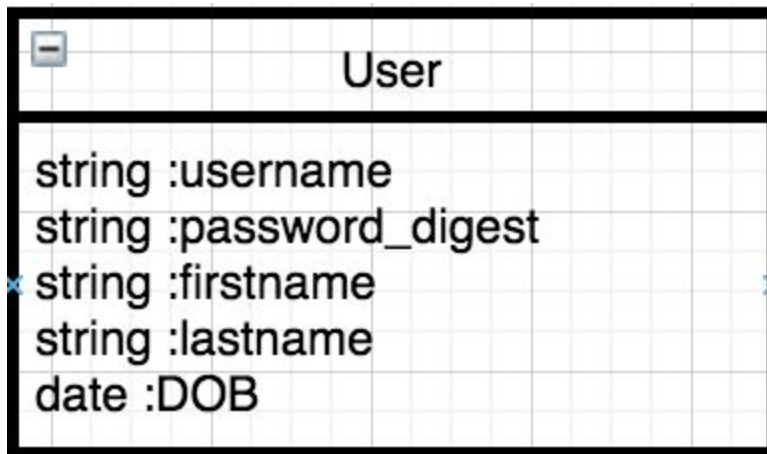 User
string :username
string :password_digest
string :firstname
string :lastname
date :DOB